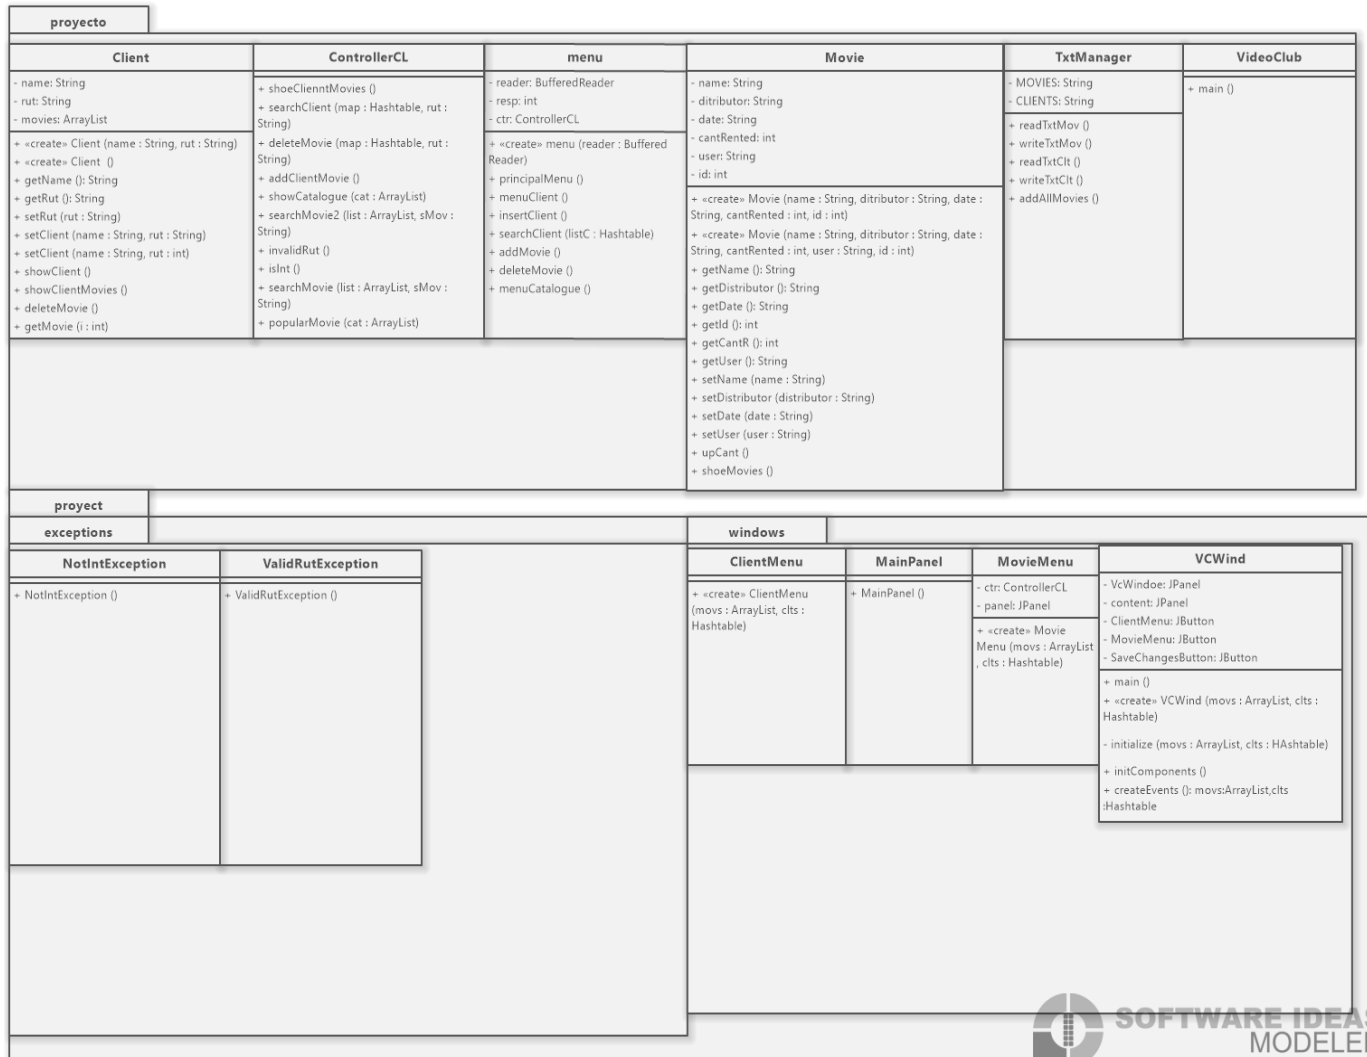 proyecto
Client
- name: String
- rut: String
- movies: ArrayList
+ «create» Client (name : String, rut : String)
+ «create» Client ()
+ getName (): String
+ getRut (): String
+ setRut (rut : String)
+ setClient (name : String, rut : String)
+ setClient (name : String, rut : int)
+ showClient ()
+ showClientMovies ()
+ deleteMovie ()
+ getMovie (i : int)
ControllerCL
+ shoeClienntMovies ()
+ searchClient (map : Hashtable, rut :
String)
+ deleteMovie (map : Hashtable, rut :
String)
+ addClientMovie ()
+ showCatalogue (cat : ArrayList)
+ searchMovie2 (list : ArrayList, sMov :
String)
+ invalidRut ()
+ isInt ()
+ searchMovie (list : ArrayList, sMov :
String)
+ popularMovie (cat : ArrayList)
menu
- reader: BufferedReader
- resp: int
- ctr: ControllerCL
+ «create» menu (reader : Buffered
Reader)
+ principalMenu ()
+ menuClient ()
+ insertClient ()
+ searchClient (listC : Hashtable)
+ addMovie ()
+ deleteMovie ()
+ menuCatalogue ()
Movie
- name: String
- ditributor: String
- date: String
- cantRented: int
- user: String
- id: int
+ «create» Movie (name : String, ditributor : String, date :
String, cantRented : int, id : int)
+ «create» Movie (name : String, ditributor : String, date :
String, cantRented : int, user : String, id : int)
+ getName (): String
+ getDistributor (): String
+ getDate (): String
+ getId (): int
+ getCantR (): int
+ getUser (): String
+ setName (name : String)
+ setDistributor (distributor : String)
+ setDate (date : String)
+ setUser (user : String)
+ upCant ()
+ shoeMovies ()
TxtManager
- MOVIES: String
- CLIENTS: String
+ readTxtMov ()
+ writeTxtMov ()
+ readTxtClt ()
+ writeTxtClt ()
+ addAllMovies ()
VideoClub
+ main ()
proyect
exceptions
NotIntException
+ NotIntException ()
ValidRutException
+ ValidRutException ()
windows
ClientMenu
+ «create» ClientMenu
(movs : ArrayList, clts :
Hashtable)
MainPanel
+ MainPanel ()
MovieMenu
- ctr: ControllerCL
- panel: JPanel
+ «create» Movie
Menu (movs : ArrayList
, clts : Hashtable)
VCWind
- VcWindoe: JPanel
- content: JPanel
- ClientMenu: JButton
- MovieMenu: JButton
- SaveChangesButton: JButton
+ main ()
+ «create» VCWind (movs : ArrayList, clts :
Hashtable)
- initialize (movs : ArrayList, clts : HAshtable)
+ initComponents ()
+ createEvents (): movs:ArrayList,clts
:Hashtable
SOFTWARE IDEAS
MODELER